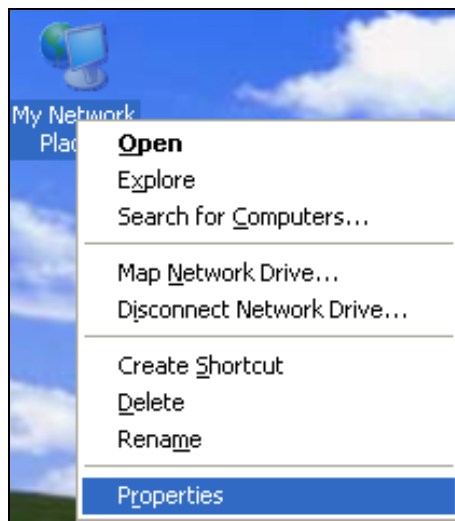 My Network
Plac
Open
Explore
Search for Computers...
Map Network Drive...
Disconnect Network Drive...
Create Shortcut
Delete
Rename
Properties